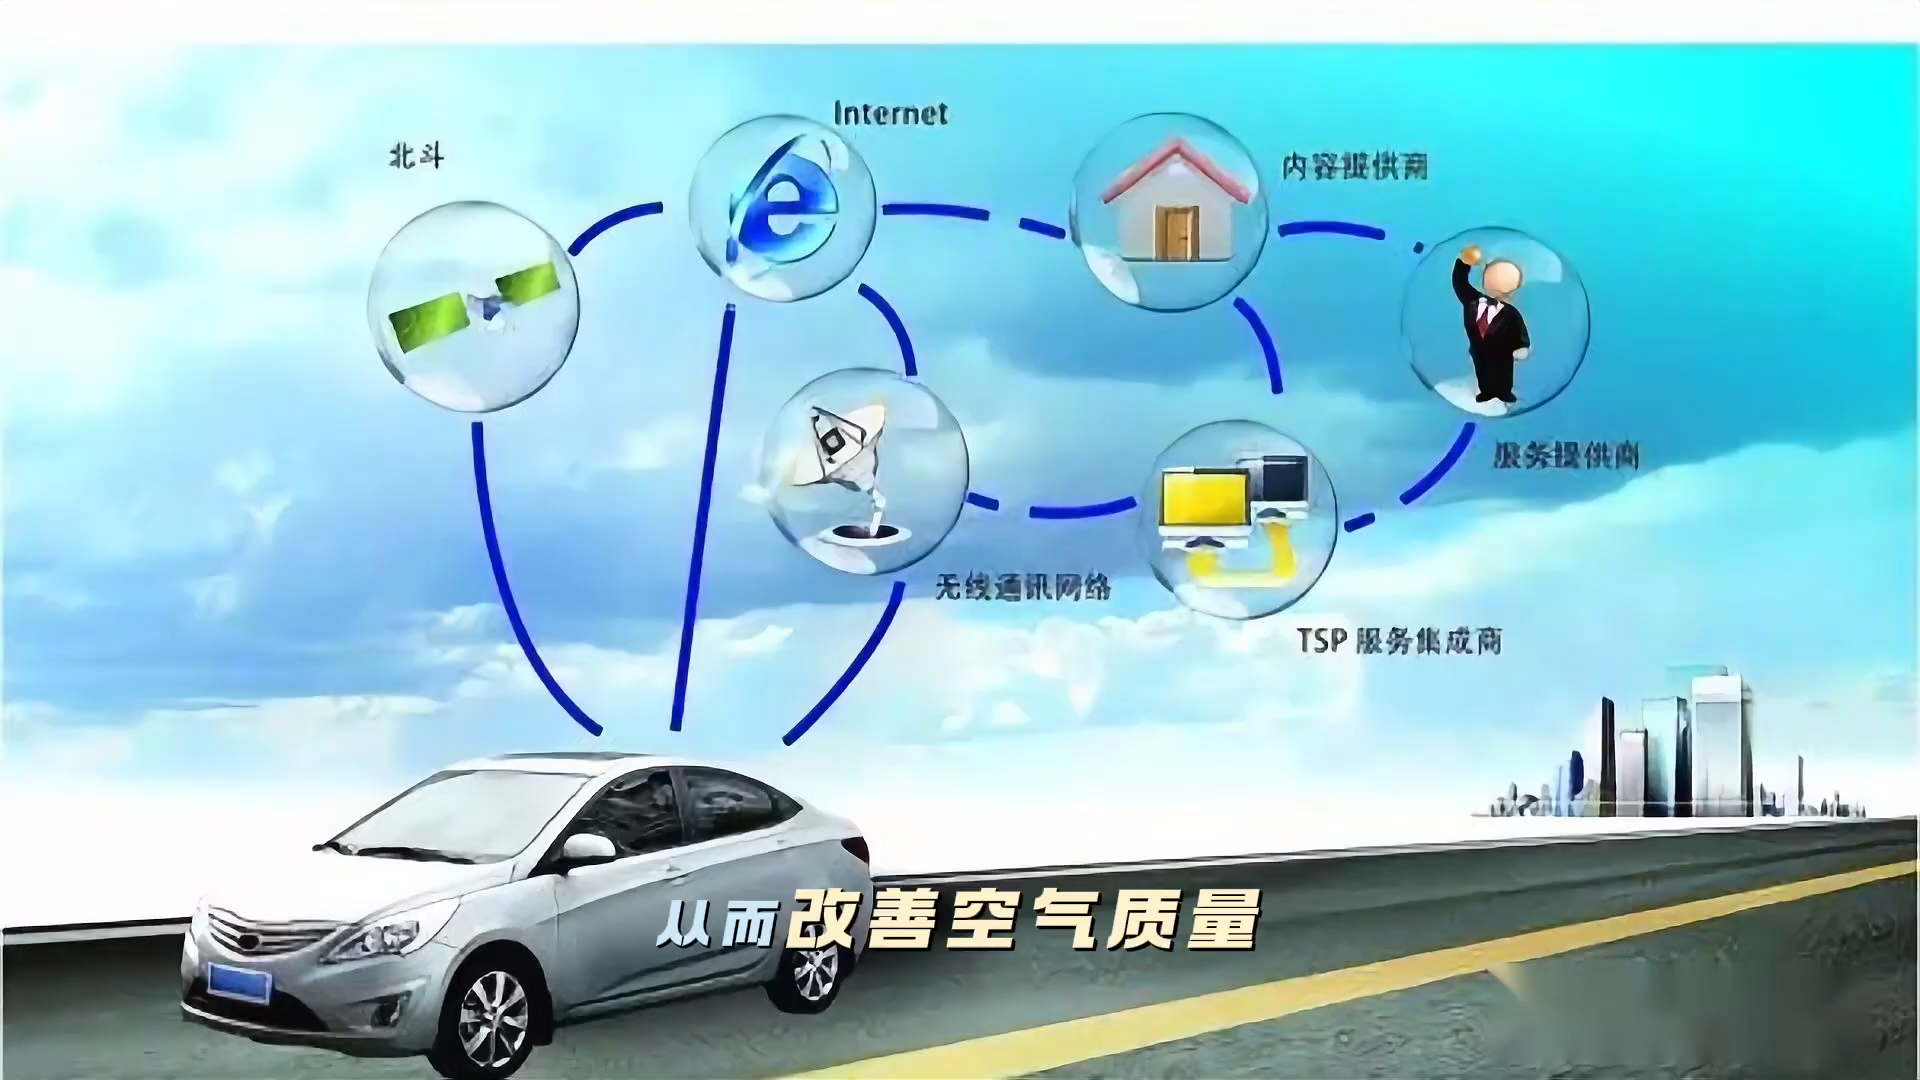 Internet
北斗
内容提供商
服务提供商
无线通讯网络
TSP 服务集成商
从而改善空气质量